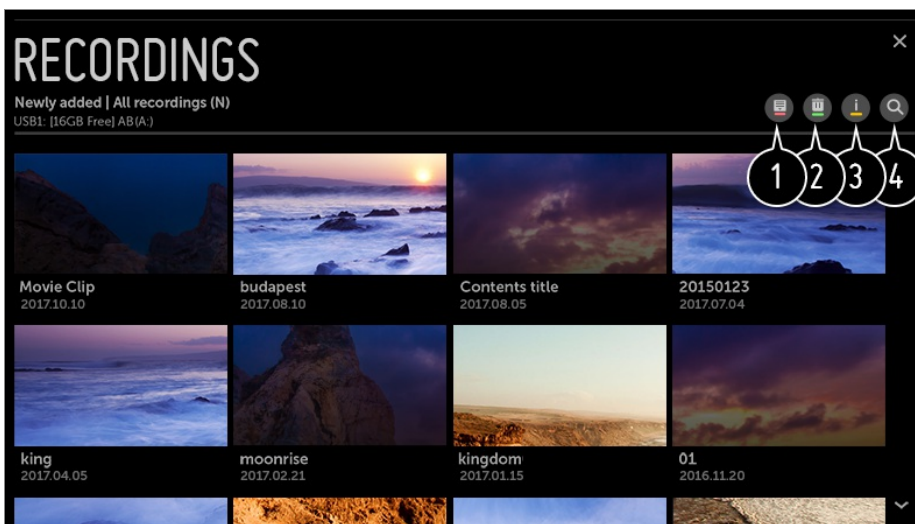 RECORDINGS
Newly added | All recordings (N)
USB1: [16GB Free] AB(A:)
1 2 3 4
Movie Clip budapest Contents title 20150123
2017.10.10 2017.08.10 2017.08.05 2017.07.04
king moonrise kingdom 01
2017.04.05 2017.02.21 2017.01.15 2016.11.20